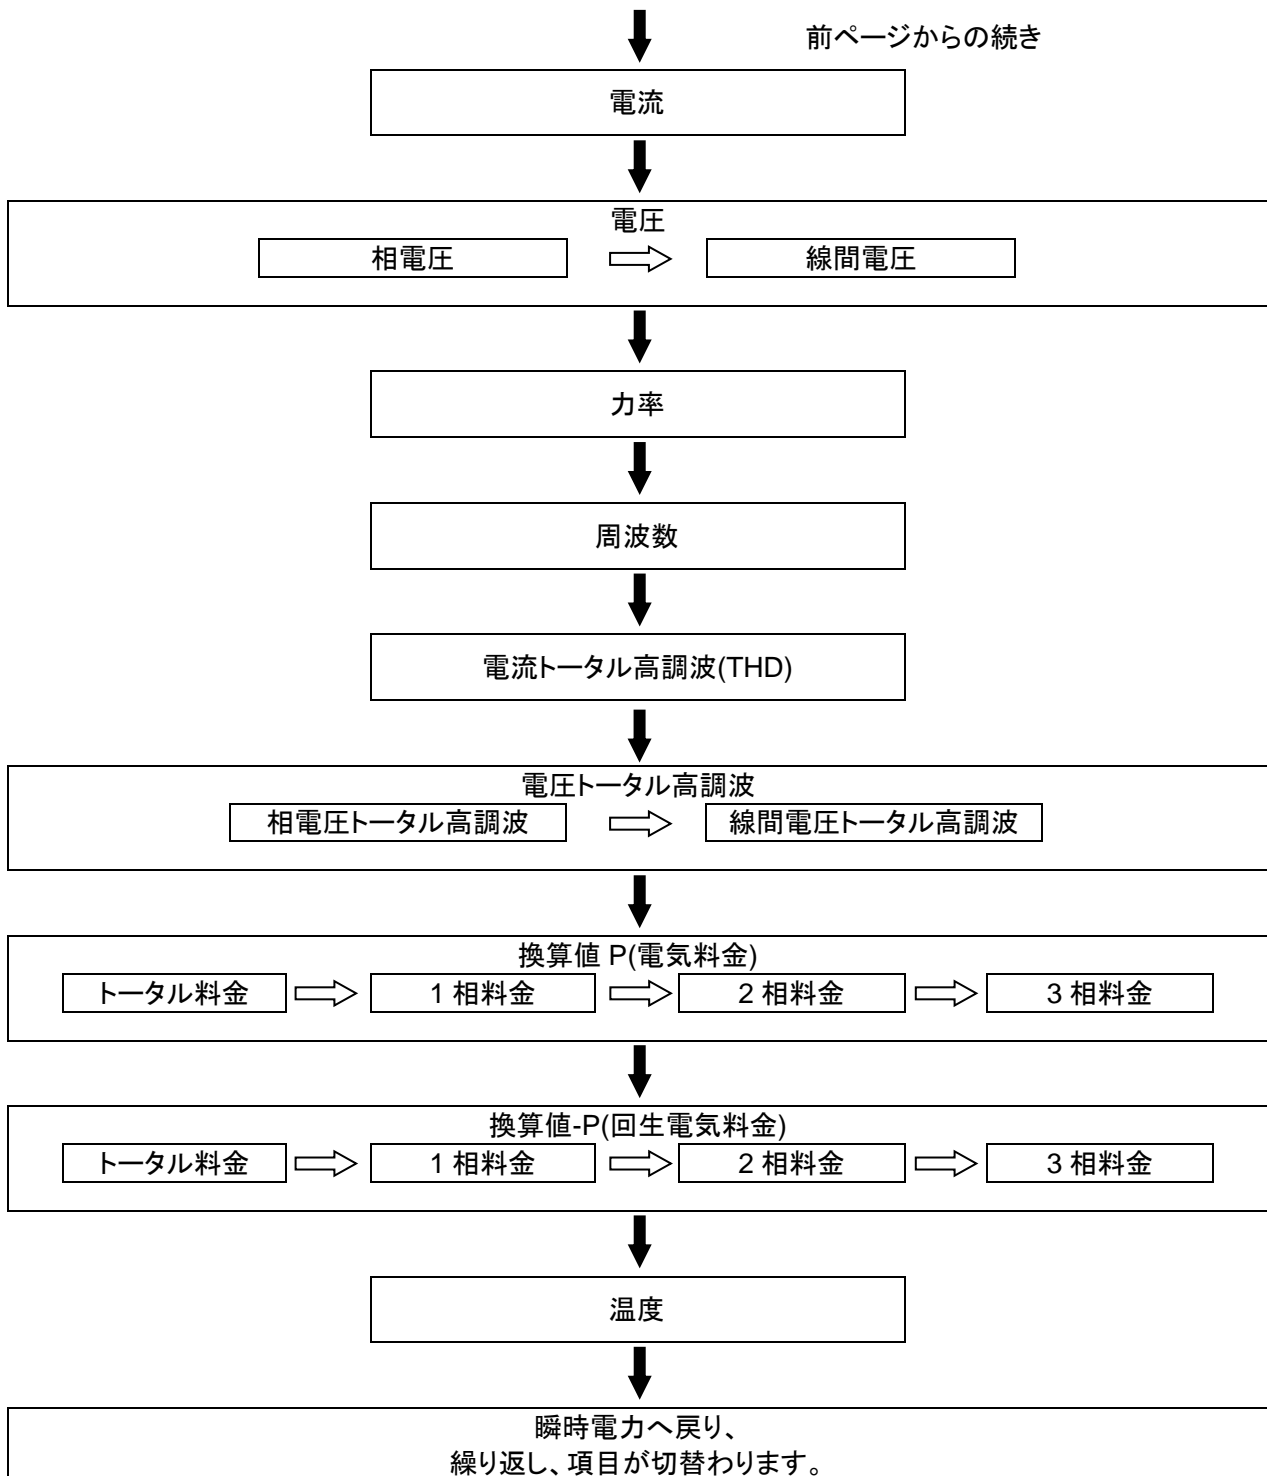 前ページからの続き
電流
電圧
相電圧
線間電圧
力率
周波数
電流トータル高調波(THD)
電圧トータル高調波
相電圧トータル高調波
線間電圧トータル高調波
換算値 P(電気料金)
トータル料金
1 相料金
2 相料金
3 相料金
換算値-P(回生電気料金)
トータル料金
1 相料金
2 相料金
3 相料金
温度
瞬時電力へ戻り、
繰り返し、項目が切替わります。